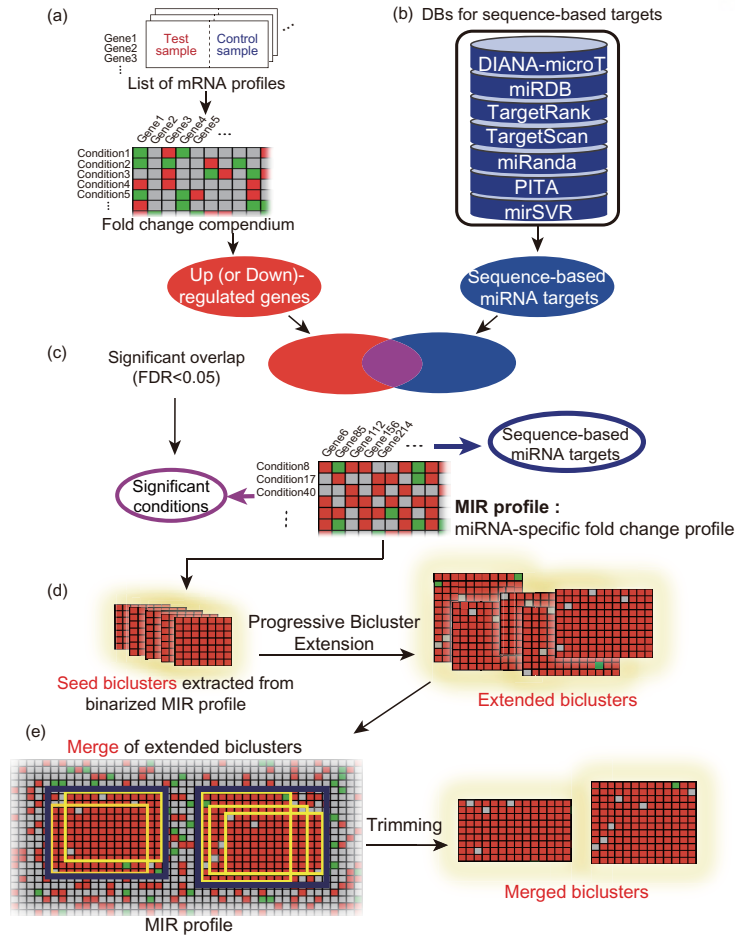 (a)
Gene1
Gene2
Gene3
⋮
Test
sample
Control
sample
...
List of mRNA profiles
Gene1
Gene2
Gene3
Gene4
Gene5
...
Condition1
Condition2
Condition3
Condition4
Condition5
⋮
Fold change compendium
Up (or Down)-
regulated genes
(b)
DBs for sequence-based targets
DIANA-microT
miRDB
TargetRank
TargetScan
miRanda
PITA
mirSVR
Sequence-based
miRNA targets
(c)
Significant overlap
(FDR<0.05)
Significant
conditions
Gene6
Gene85
Gene112
Gene156
Gene214
...
Condition8
Condition17
Condition40
⋮
Sequence-based
miRNA targets
MIR profile :
miRNA-specific fold change profile
(d)
Seed biclusters extracted from
binarized MIR profile
Progressive Bicluster
Extension
Extended biclusters
(e)
Merge of extended biclusters
MIR profile
Trimming
Merged biclusters